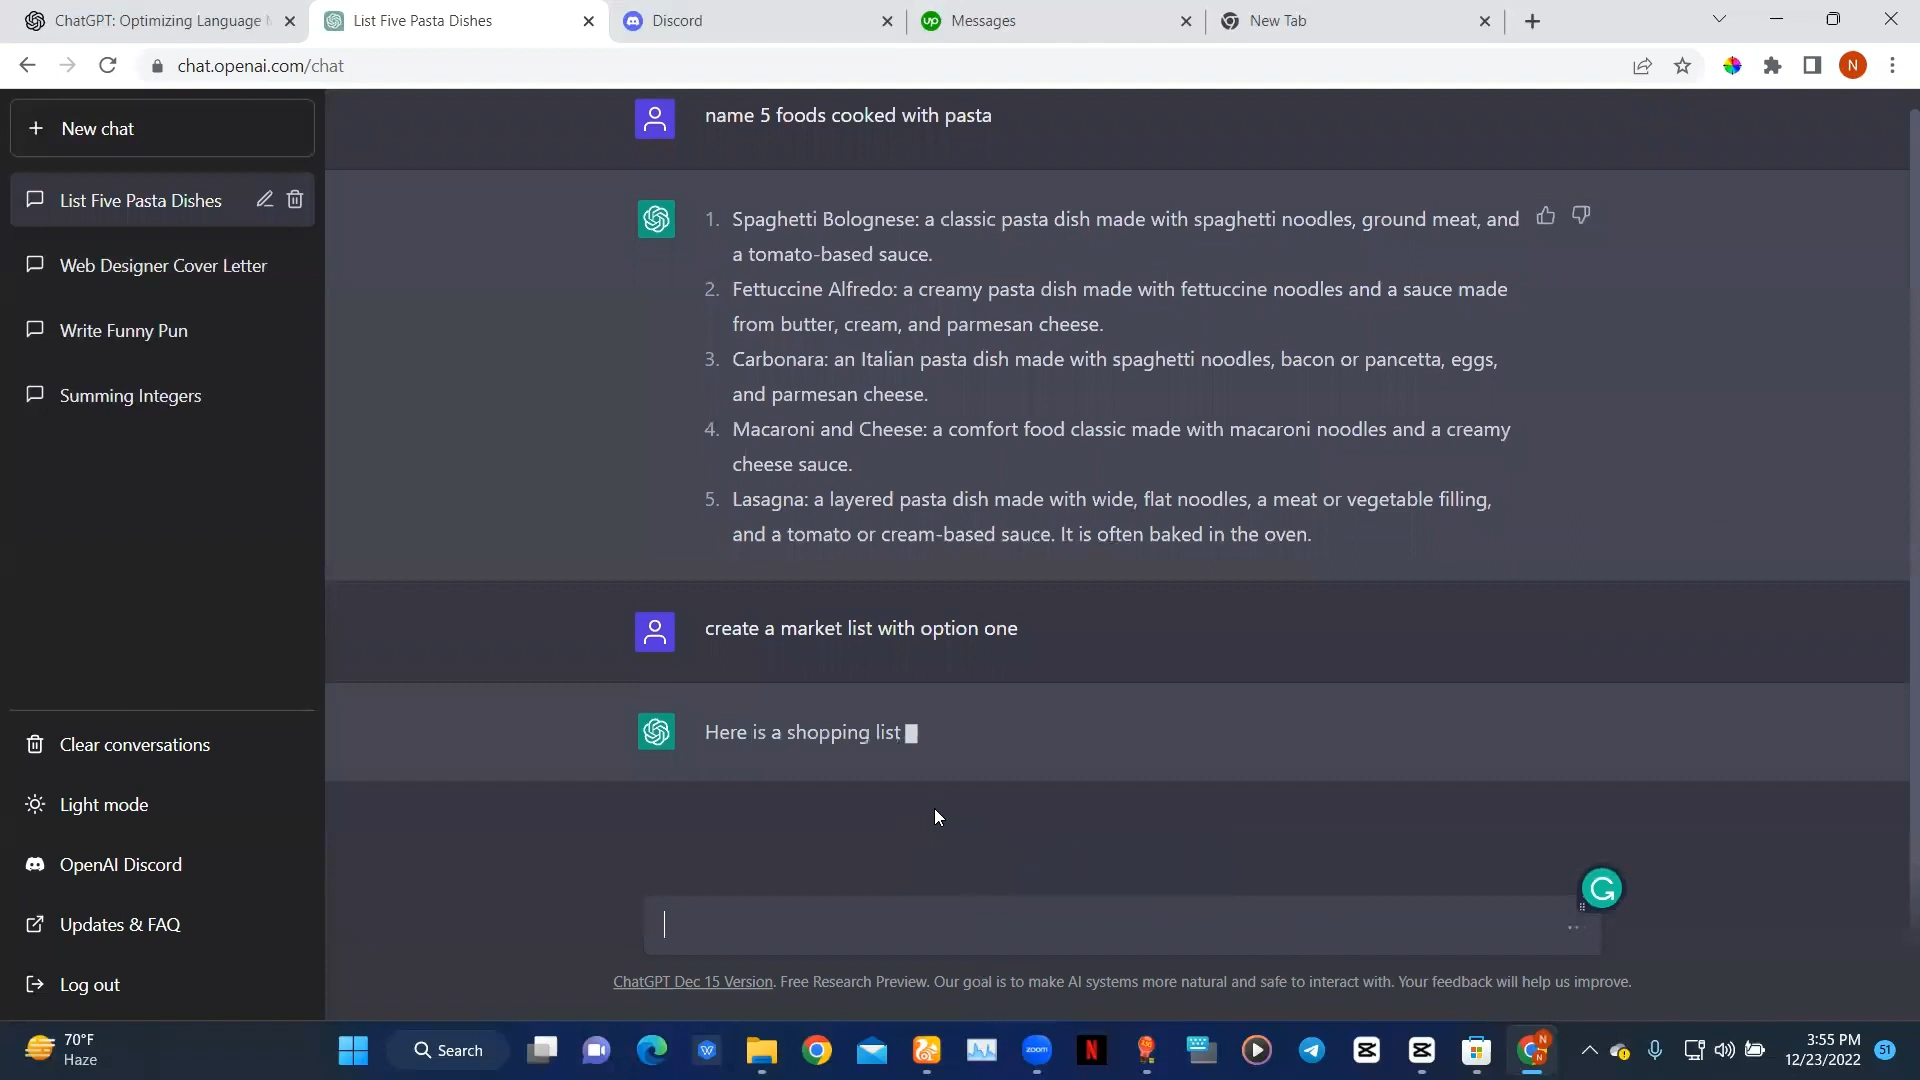 ChatGPT: Optimizing Language
List Five Pasta Dishes
Discord
Messages
New Tab
chat.openai.com/chat
N
New chat
List Five Pasta Dishes
Web Designer Cover Letter
Write Funny Pun
Summing Integers
Clear conversations
Light mode
OpenAI Discord
Updates & FAQ
Log out
name 5 foods cooked with pasta
1. Spaghetti Bolognese: a classic pasta dish made with spaghetti noodles, ground meat, and
a tomato-based sauce.
2. Fettuccine Alfredo: a creamy pasta dish made with fettuccine noodles and a sauce made
from butter, cream, and parmesan cheese.
3. Carbonara: an Italian pasta dish made with spaghetti noodles, bacon or pancetta, eggs,
and parmesan cheese.
4. Macaroni and Cheese: a comfort food classic made with macaroni noodles and a creamy
cheese sauce.
5. Lasagna: a layered pasta dish made with wide, flat noodles, a meat or vegetable filling,
and a tomato or cream-based sauce. It is often baked in the oven.
create a market list with option one
Here is a shopping list
ChatGPT Dec 15 Version. Free Research Preview. Our goal is to make AI systems more natural and safe to interact with. Your feedback will help us improve.
70°F
Haze
Search
zoom
3:55 PM
12/23/2022
51